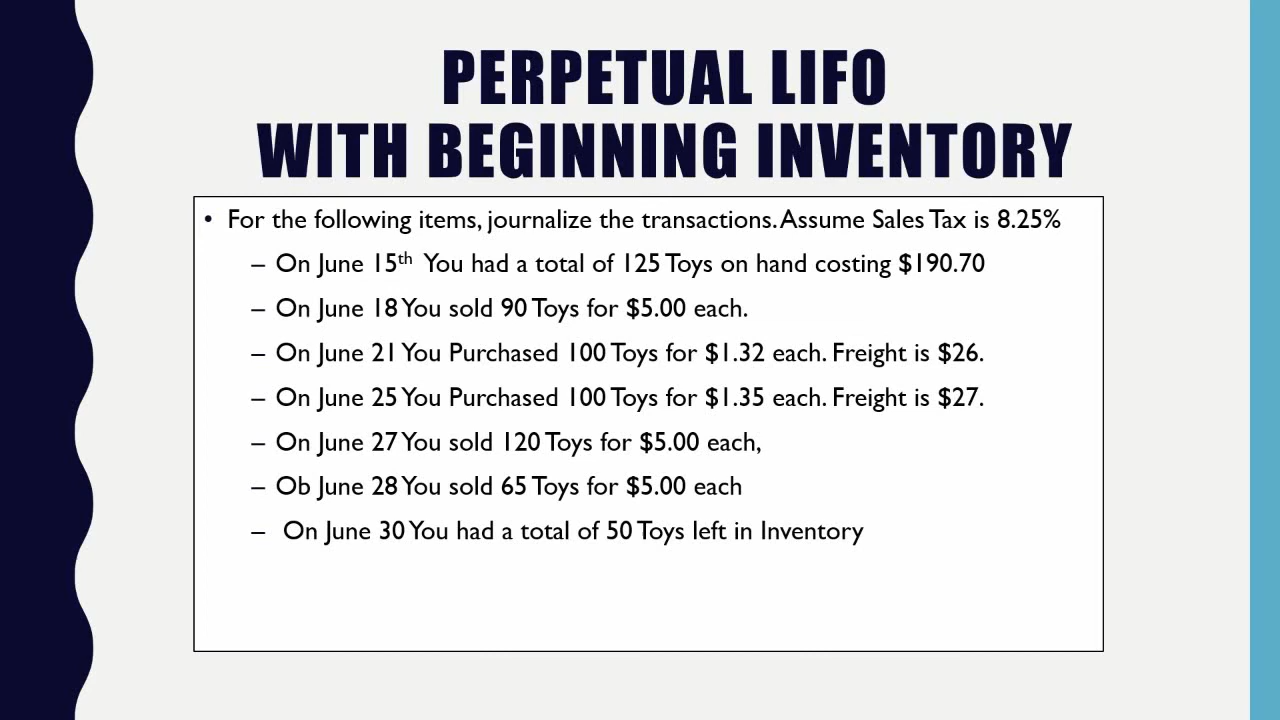 PERPETUAL LIFO
WITH BEGINNING INVENTORY
• For the following items, journalize the transactions. Assume Sales Tax is 8.25%
– On June 15th You had a total of 125 Toys on hand costing $190.70
– On June 18 You sold 90 Toys for $5.00 each.
– On June 21 You Purchased 100 Toys for $1.32 each. Freight is $26.
– On June 25 You Purchased 100 Toys for $1.35 each. Freight is $27.
– On June 27 You sold 120 Toys for $5.00 each,
– Ob June 28 You sold 65 Toys for $5.00 each
– On June 30 You had a total of 50 Toys left in Inventory